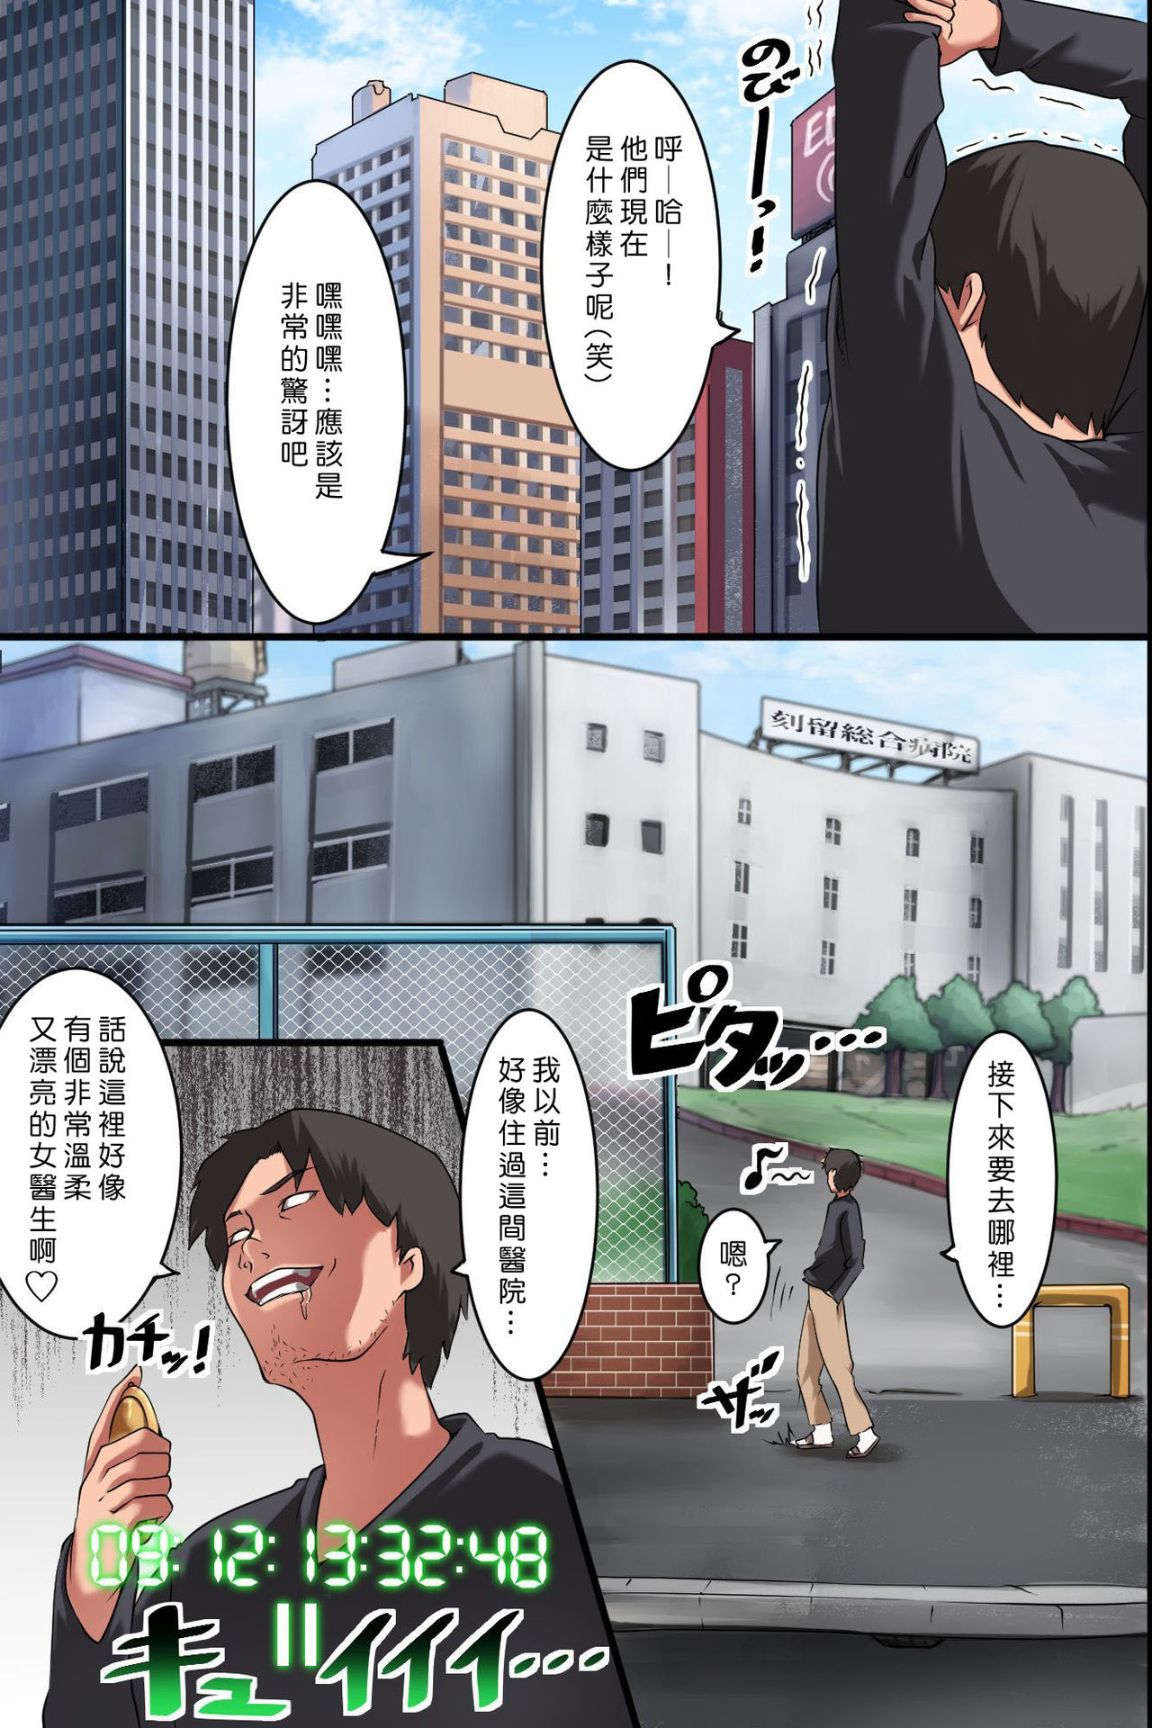 のびーーっ！
呼—哈—！
他們現在
是什麼樣子呢(笑)
嘿嘿嘿…應該是
非常的驚訝吧
刻留総合病院
接下來要去哪裡…
ピタッ…
嗯？
ザッ
我以前…
好像住過這間醫院…
話說這裡好像
有個非常溫柔
又漂亮的女醫生啊♡
カチッ！
09:12:13:32:48
キュイイイ…